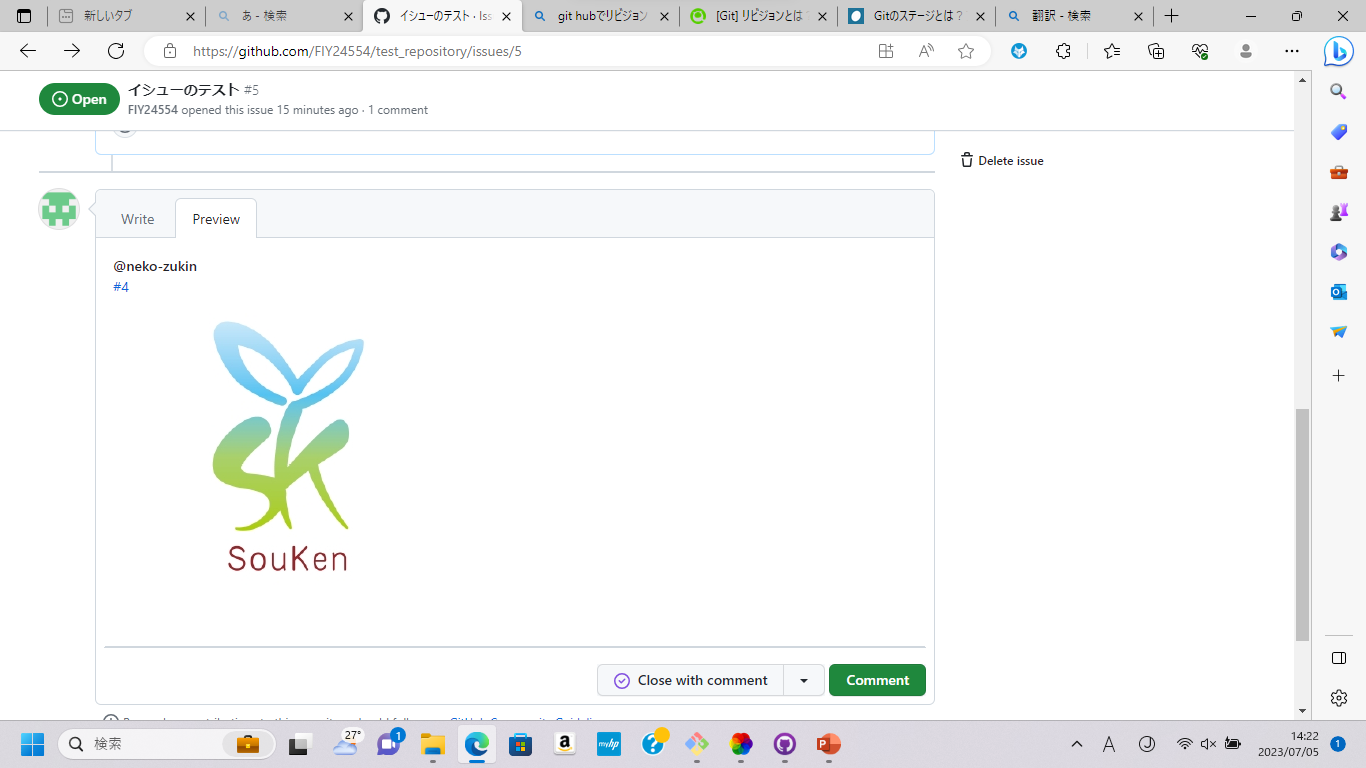 新しいタブ
あ - 検索
イシューのテスト · Iss
git hubでリビジョン
[Git] リビジョンとは
Gitのステージとは?
翻訳 - 検索
https://github.com/FIY24554/test_repository/issues/5
Open
イシューのテスト #5
FIY24554 opened this issue 15 minutes ago · 1 comment
Delete issue
Write
Preview
@neko-zukin
#4
SK
SouKen
Close with comment
Comment
検索
27°
1
a
myhp
A
J
14:22
2023/07/05
1